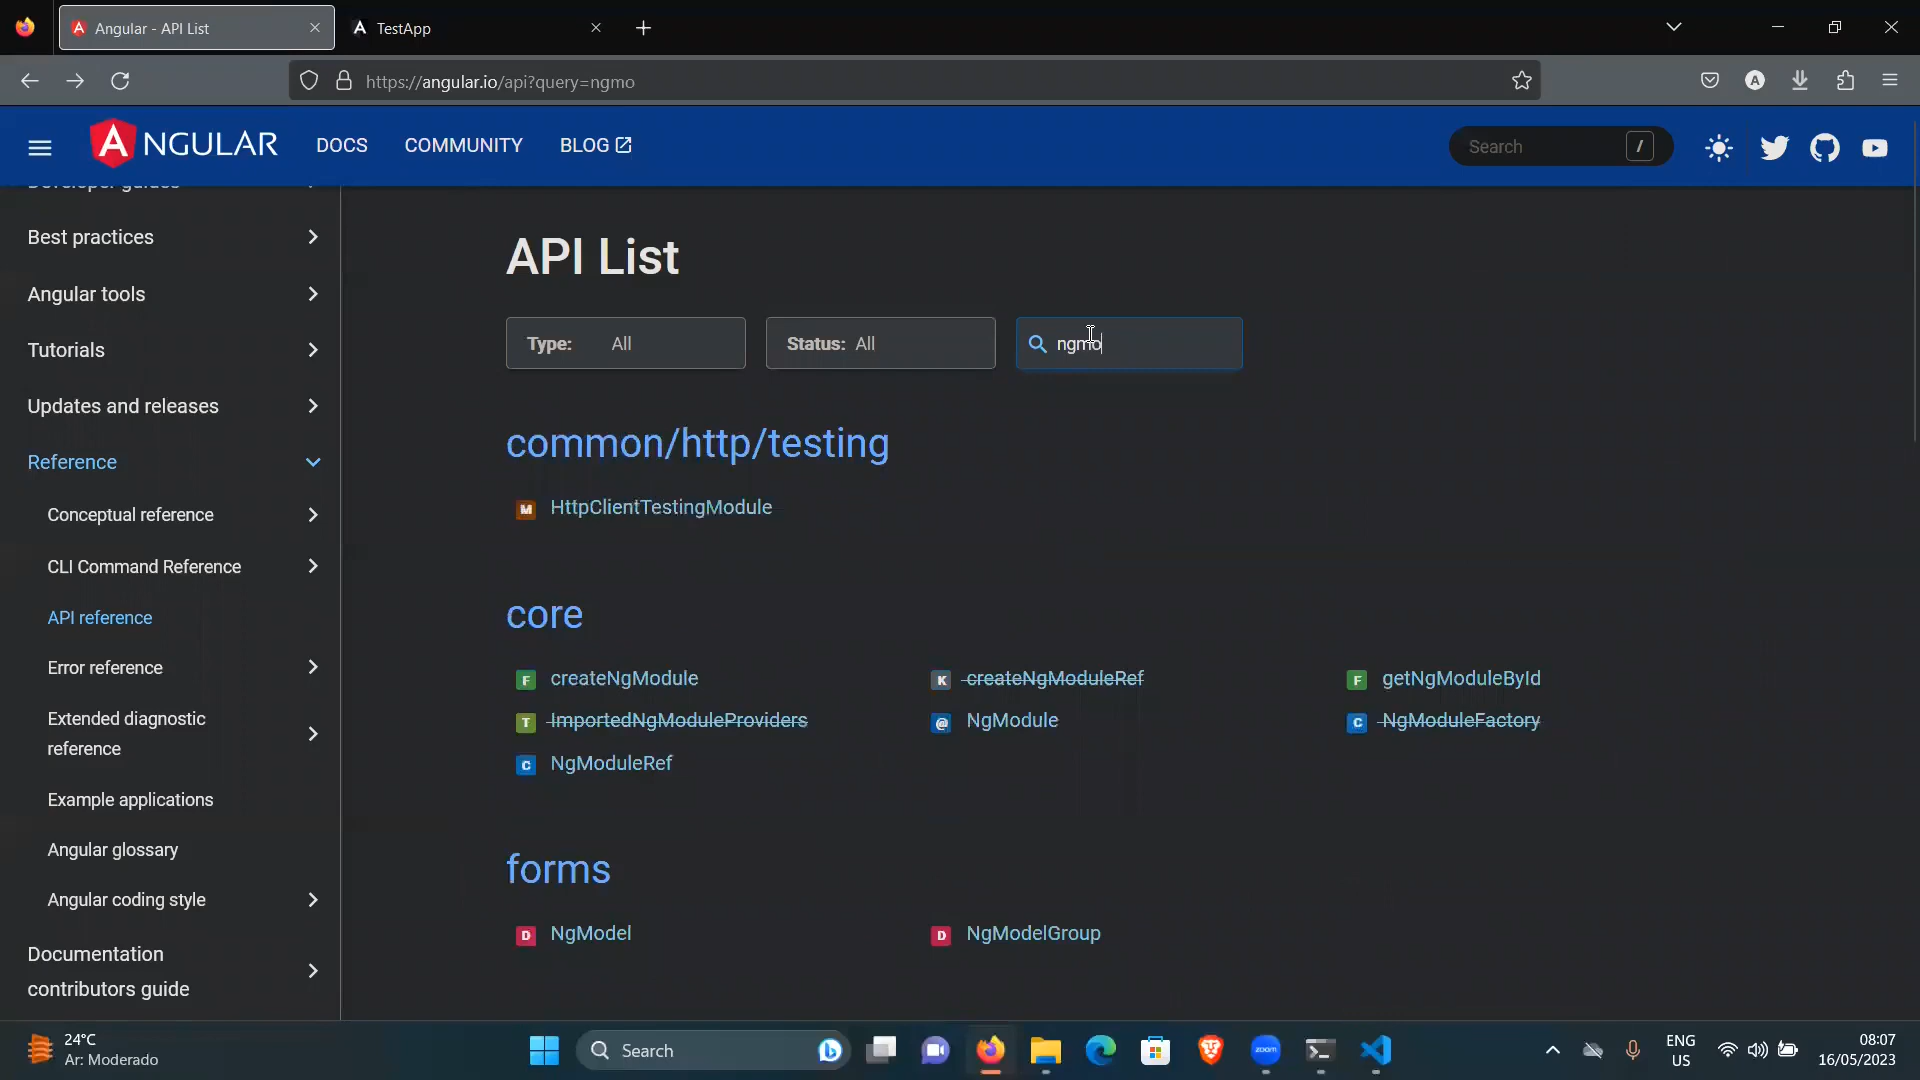 Angular - API List
TestApp
https://angular.io/api?query=ngmo
A
ANGULAR
DOCS
COMMUNITY
BLOG
Search
/
Developer guides
Best practices
Angular tools
Tutorials
Updates and releases
Reference
Conceptual reference
CLI Command Reference
API reference
Error reference
Extended diagnostic
reference
Example applications
Angular glossary
Angular coding style
Documentation
contributors guide
API List
Type: All
Status: All
ngmo
common/http/testing
M HttpClientTestingModule
core
F createNgModule
K createNgModuleRef
F getNgModuleById
T ImportedNgModuleProviders
@ NgModule
C NgModuleFactory
C NgModuleRef
forms
D NgModel
D NgModelGroup
24°C
Ar: Moderado
Search
zoom
ENG
US
08:07
16/05/2023